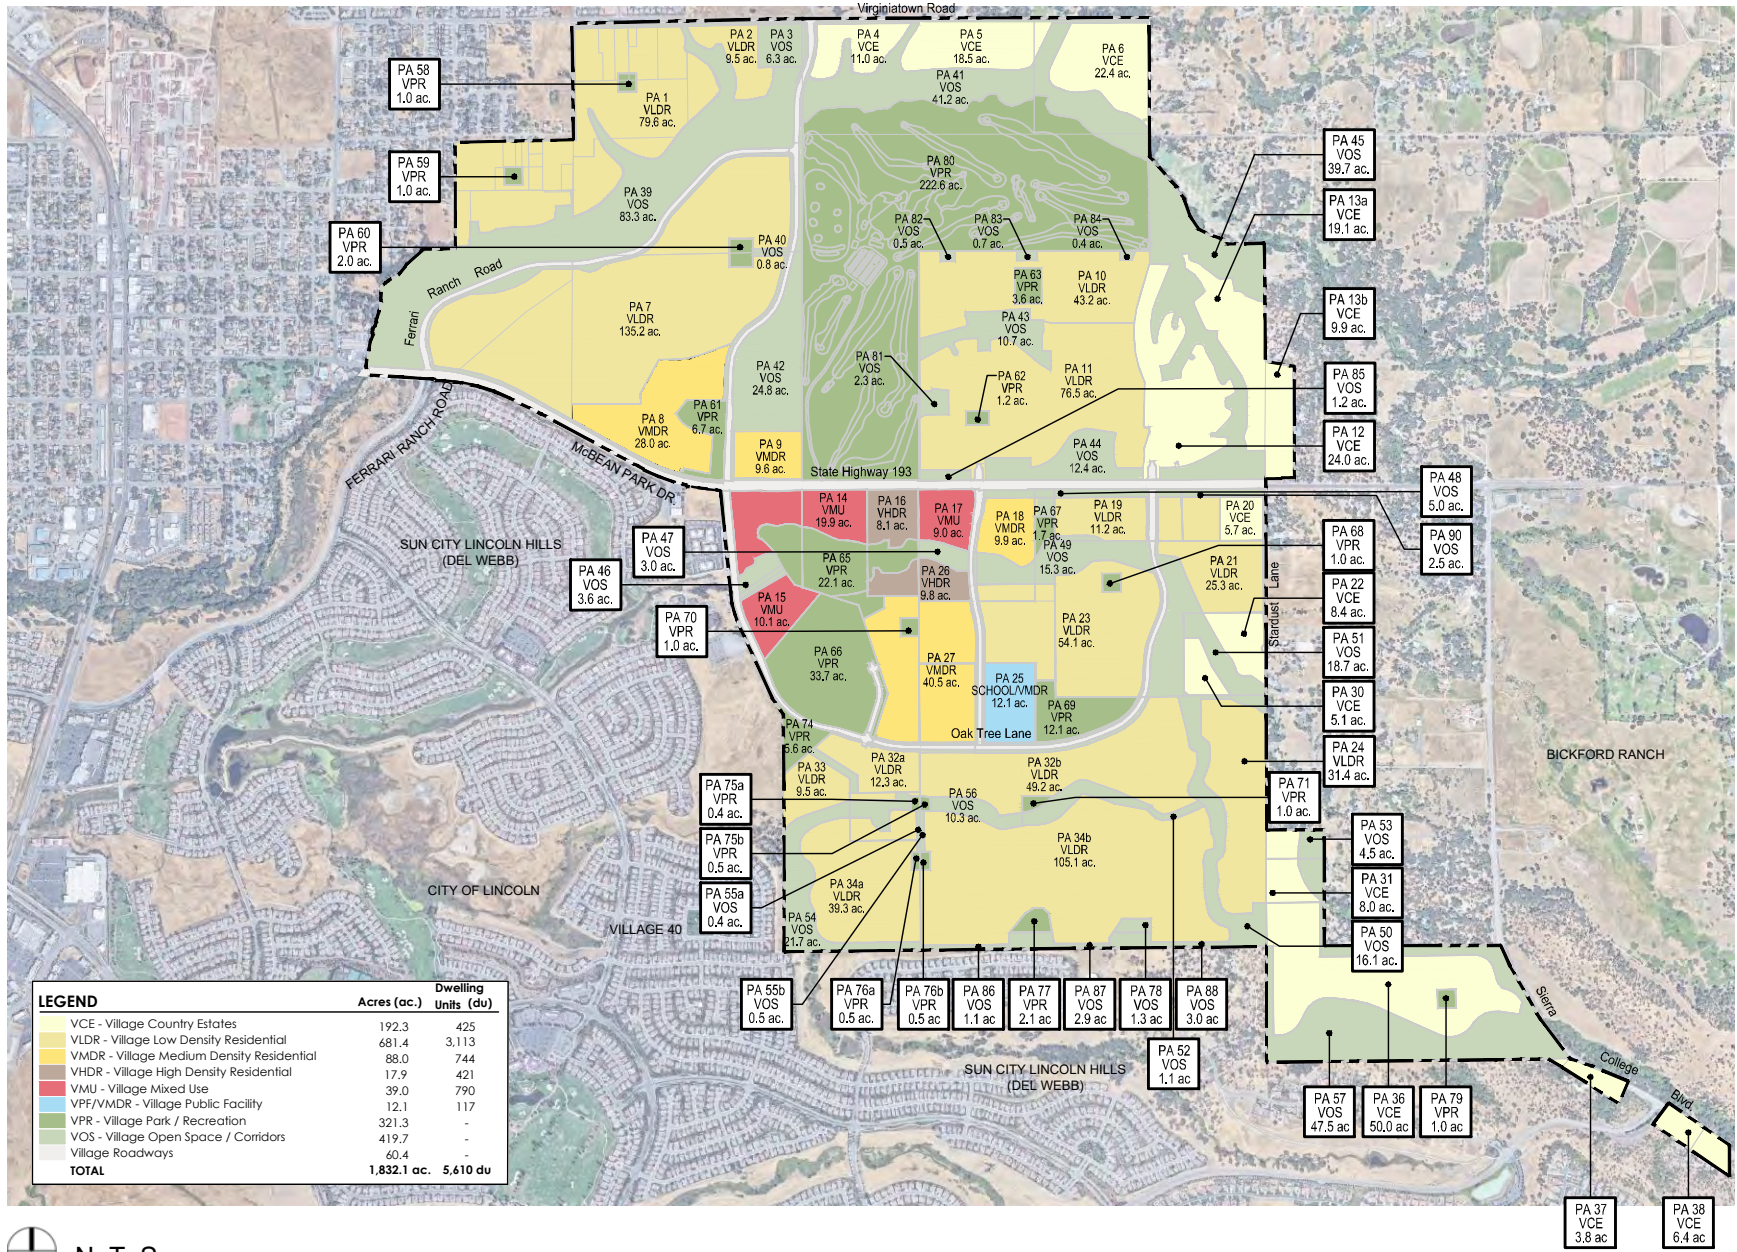 Virginiatown Road
PA 2
VLDR
9.5 ac.
PA 3
VOS
6.3 ac.
PA 4
VCE
11.0 ac.
PA 5
VCE
18.5 ac.
PA 6
VCE
22.4 ac.
PA 58
VPR
1.0 ac.
PA 1
VLDR
79.6 ac.
PA 41
VOS
41.2 ac.
PA 59
VPR
1.0 ac.
PA 80
VPR
222.6 ac.
PA 45
VOS
39.7 ac.
PA 39
VOS
83.3 ac.
PA 13a
VCE
19.1 ac.
PA 60
VPR
2.0 ac.
PA 40
VOS
0.8 ac.
PA 82
VOS
0.5 ac.
PA 83
VOS
0.7 ac.
PA 84
VOS
0.4 ac.
Ferrari Ranch Road
PA 63
VPR
3.6 ac.
PA 10
VLDR
43.2 ac.
PA 7
VLDR
135.2 ac.
PA 43
VOS
10.7 ac.
PA 13b
VCE
9.9 ac.
PA 42
VOS
24.8 ac.
PA 81
VOS
2.3 ac.
PA 62
VPR
1.2 ac.
PA 11
VLDR
76.5 ac.
PA 85
VOS
1.2 ac.
FERRARI RANCH ROAD
PA 8
VMDR
28.0 ac.
PA 61
VPR
6.7 ac.
PA 9
VMDR
9.6 ac.
PA 44
VOS
12.4 ac.
PA 12
VCE
24.0 ac.
McBEAN PARK DR.
State Highway 193
PA 48
VOS
5.0 ac.
PA 14
VMU
19.9 ac.
PA 16
VHDR
8.1 ac.
PA 17
VMU
9.0 ac.
PA 18
VMDR
9.9 ac.
PA 67
VPR
1.7 ac.
PA 19
VLDR
11.2 ac.
PA 20
VCE
5.7 ac.
PA 90
VOS
2.5 ac.
SUN CITY LINCOLN HILLS
(DEL WEBB)
PA 47
VOS
3.0 ac.
PA 46
VOS
3.6 ac.
PA 65
VPR
22.1 ac.
PA 49
VOS
15.3 ac.
PA 68
VPR
1.0 ac.
PA 26
VHDR
9.8 ac.
PA 21
VLDR
25.3 ac.
PA 22
VCE
8.4 ac.
Stardust Lane
PA 15
VMU
10.1 ac.
PA 70
VPR
1.0 ac.
PA 23
VLDR
54.1 ac.
PA 51
VOS
18.7 ac.
PA 66
VPR
33.7 ac.
PA 27
VMDR
40.5 ac.
PA 25
SCHOOL/VMDR
12.1 ac.
PA 30
VCE
5.1 ac.
PA 69
VPR
12.1 ac.
PA 74
VPR
5.6 ac.
Oak Tree Lane
PA 24
VLDR
31.4 ac.
BICKFORD RANCH
PA 33
VLDR
9.5 ac.
PA 32a
VLDR
12.3 ac.
PA 32b
VLDR
49.2 ac.
PA 71
VPR
1.0 ac.
PA 75a
VPR
0.4 ac.
PA 56
VOS
10.3 ac.
PA 75b
VPR
0.5 ac.
PA 34b
VLDR
105.1 ac.
PA 53
VOS
4.5 ac.
PA 55a
VOS
0.4 ac.
PA 34a
VLDR
39.3 ac.
PA 31
VCE
8.0 ac.
CITY OF LINCOLN
VILLAGE 40
PA 54
VOS
21.7 ac.
PA 50
VOS
16.1 ac.
PA 55b
VOS
0.5 ac.
PA 76a
VPR
0.5 ac.
PA 76b
VPR
0.5 ac
PA 86
VOS
1.1 ac
PA 77
VPR
2.1 ac
PA 87
VOS
2.9 ac
PA 78
VOS
1.3 ac
PA 88
VOS
3.0 ac
PA 52
VOS
1.1 ac
SUN CITY LINCOLN HILLS
(DEL WEBB)
PA 57
VOS
47.5 ac
PA 36
VCE
50.0 ac
PA 79
VPR
1.0 ac
Sierra College Blvd.
PA 37
VCE
3.8 ac
PA 38
VCE
6.4 ac
LEGEND Acres (ac.) Dwelling Units (du)
VCE - Village Country Estates 192.3 425
VLDR - Village Low Density Residential 681.4 3,113
VMDR - Village Medium Density Residential 88.0 744
VHDR - Village High Density Residential 17.9 421
VMU - Village Mixed Use 39.0 790
VPF/VMDR - Village Public Facility 12.1 117
VPR - Village Park / Recreation 321.3 -
VOS - Village Open Space / Corridors 419.7 -
Village Roadways 60.4 -
TOTAL 1,832.1 ac. 5,610 du